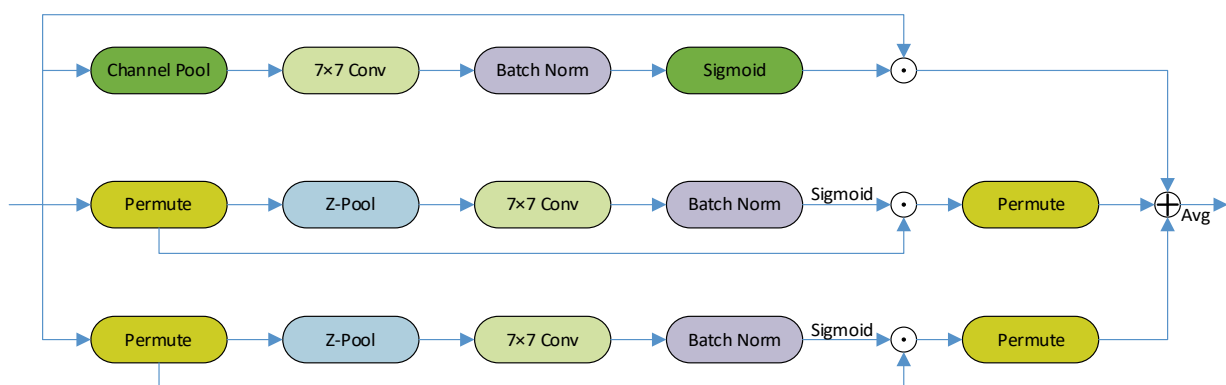 Channel Pool
7×7 Conv
Batch Norm
Sigmoid
Permute
Z-Pool
7×7 Conv
Batch Norm
Sigmoid
Permute
Avg
Permute
Z-Pool
7×7 Conv
Batch Norm
Sigmoid
Permute